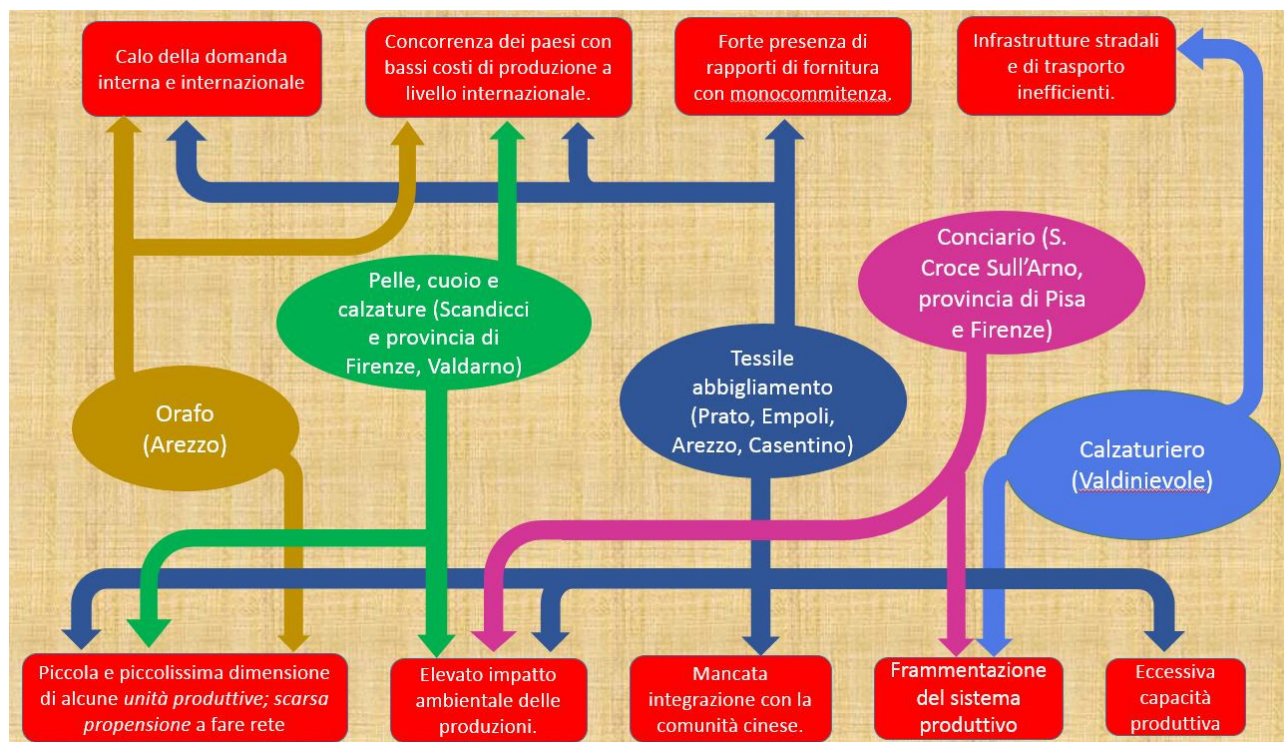 Calo della domanda
interna e internazionale
Concorrenza dei paesi con
bassi costi di produzione a
livello internazionale.
Forte presenza di
rapporti di fornitura
con monocommitenza.
Infrastrutture stradali
e di trasporto
inefficienti.
Pelle, cuoio e
calzature (Scandicci
e provincia di
Firenze, Valdarno)
Conciario (S.
Croce Sull’Arno,
provincia di Pisa
e Firenze)
Orafo
(Arezzo)
Tessile
abbigliamento
(Prato, Empoli,
Arezzo, Casentino)
Calzaturiero
(Valdinievole)
Piccola e piccolissima dimensione
di alcune unità produttive; scarsa
propensione a fare rete
Elevato impatto
ambientale delle
produzioni.
Mancata
integrazione con la
comunità cinese.
Frammentazione
del sistema
produttivo
Eccessiva
capacità
produttiva